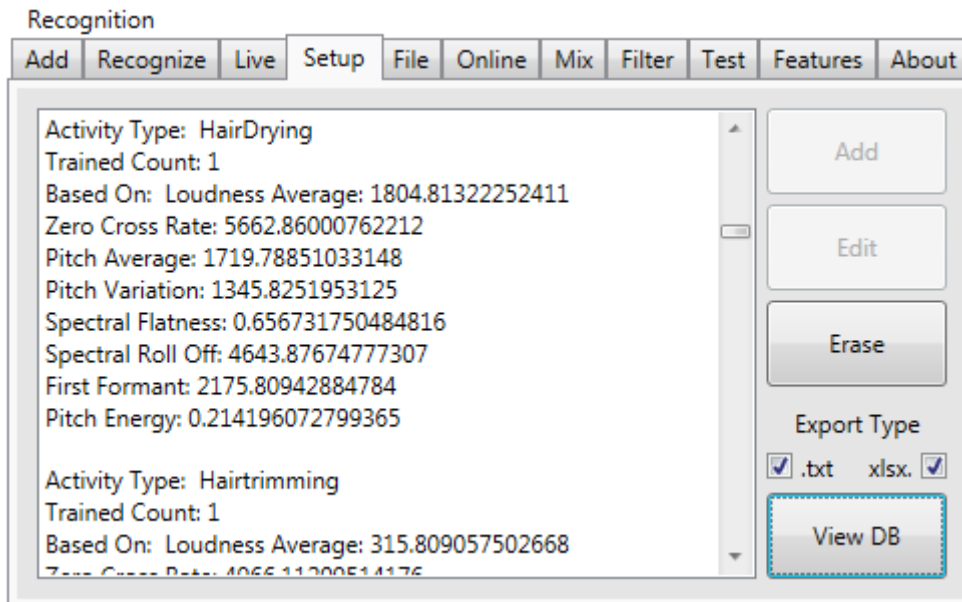 Recognition
Add Recognize Live Setup File Online Mix Filter Test Features About
Activity Type:  HairDrying
Trained Count: 1
Based On:  Loudness Average: 1804.81322252411
Zero Cross Rate: 5662.86000762212
Pitch Average: 1719.78851033148
Pitch Variation: 1345.8251953125
Spectral Flatness: 0.656731750484816
Spectral Roll Off: 4643.87674777307
First Formant: 2175.80942884784
Pitch Energy: 0.214196072799365
Activity Type:  Hairtrimming
Trained Count: 1
Based On:  Loudness Average: 315.809057502668
Zero Cross Rate:
Add
Edit
Erase
Export Type
.txt xlsx.
View DB